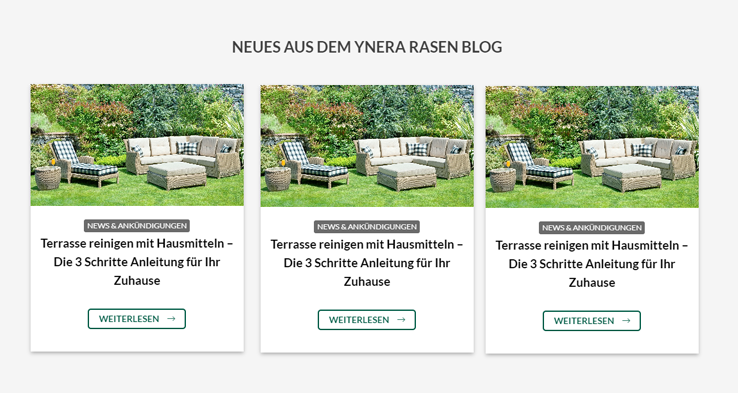 NEUES AUS DEM YNERA RASEN BLOG
NEWS & ANKÜNDIGUNGEN
Terrasse reinigen mit Hausmitteln –
Die 3 Schritte Anleitung für Ihr
Zuhause
WEITERLESEN →
NEWS & ANKÜNDIGUNGEN
Terrasse reinigen mit Hausmitteln –
Die 3 Schritte Anleitung für Ihr
Zuhause
WEITERLESEN →
NEWS & ANKÜNDIGUNGEN
Terrasse reinigen mit Hausmitteln –
Die 3 Schritte Anleitung für Ihr
Zuhause
WEITERLESEN →